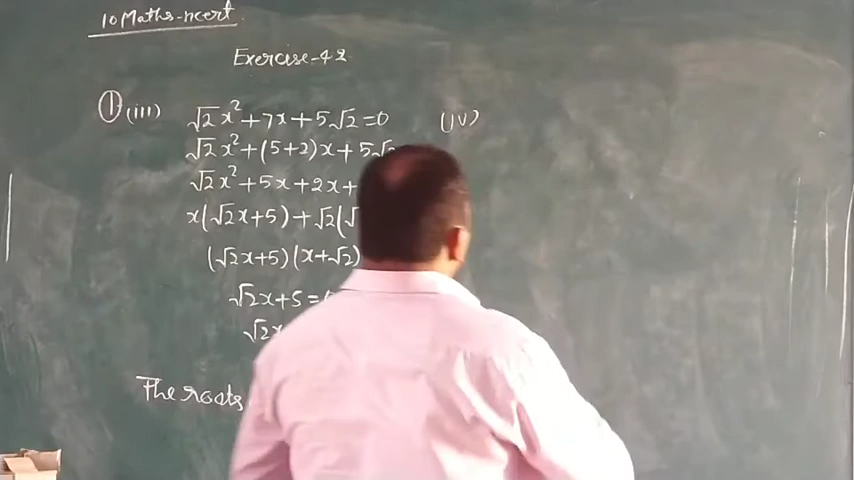 10 Maths-ncert
Exercise-4.2
① (iii) √2x²+7x+5√2=0 (iv)
√2x²+(5+2)x+5√2
√2x²+5x+2x+
x(√2x+5)+√2(√
(√2x+5)(x+√2)
√2x+5=
√2x
The roots